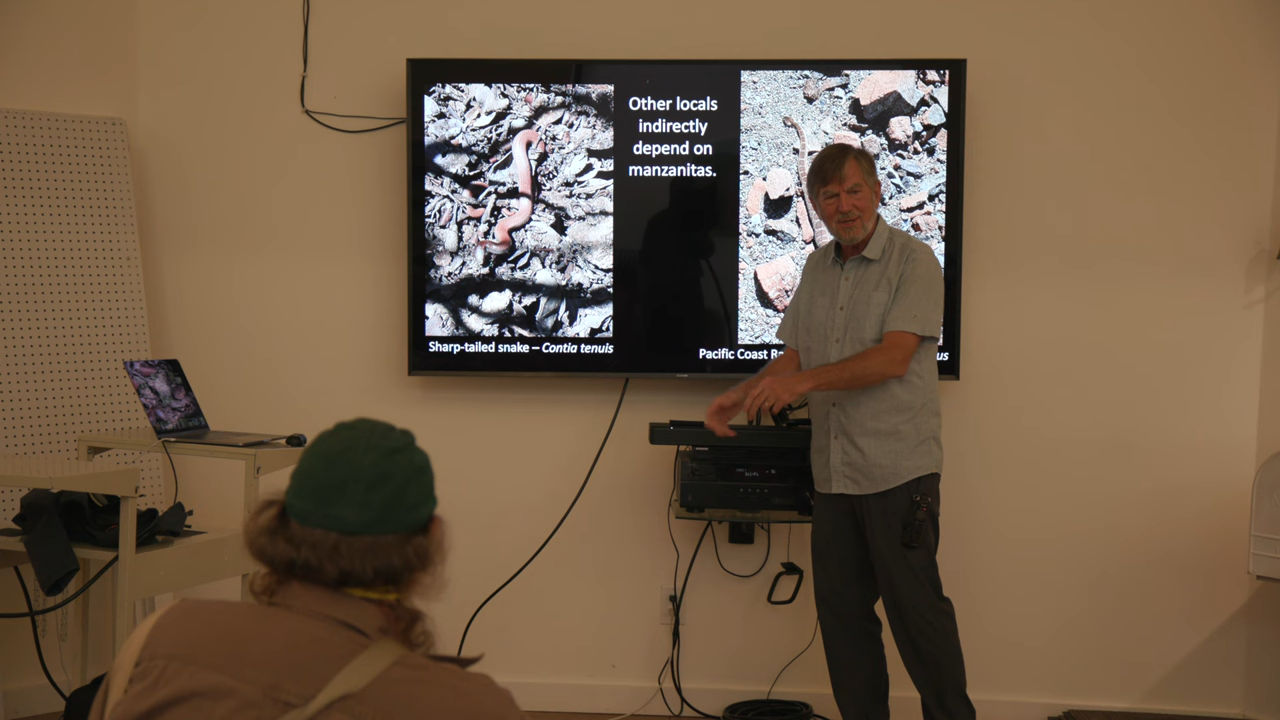 Other locals
indirectly
depend on
manzanitas.
Sharp-tailed snake – Contia tenuis
Pacific Coast